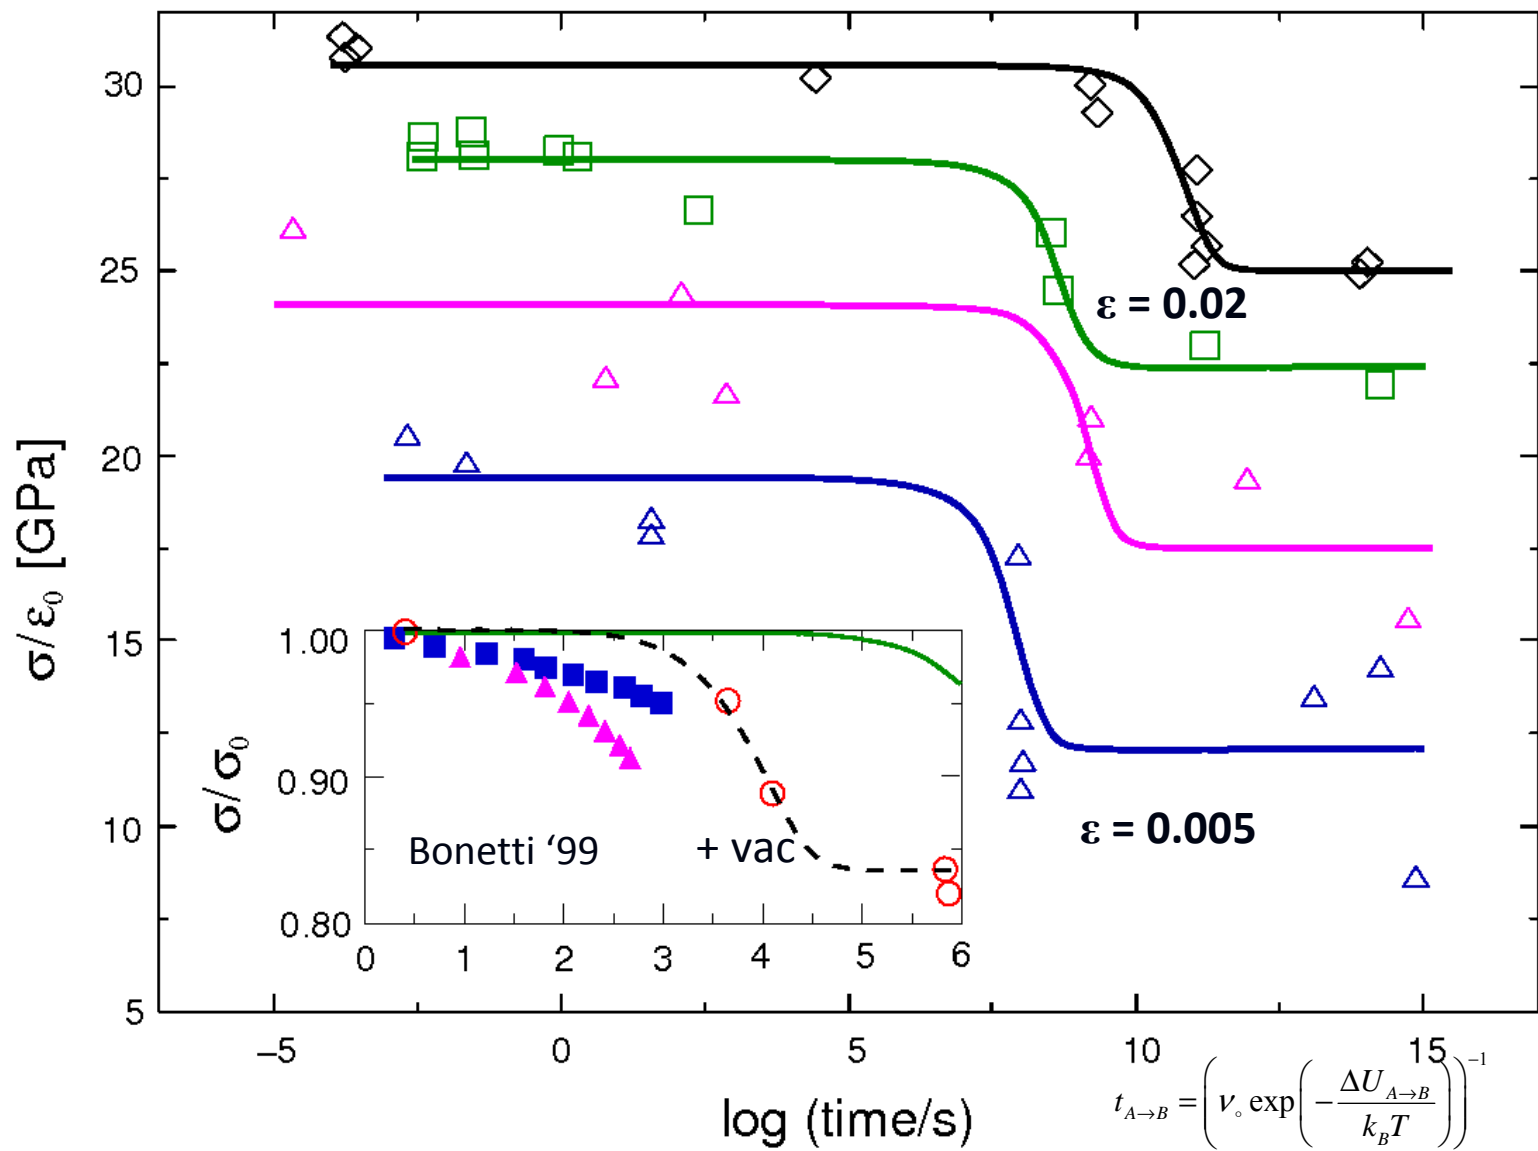 30
25
20
15
10
5
σ/ε₀ [GPa]
ε = 0.02
ε = 0.005
1.00
0.90
0.80
σ/σ₀
Bonetti ‘99
+ vac
0 1 2 3 4 5 6
−5 0 5 10 15
log (time/s)
t_{A→B} = (ν_∘ exp(−ΔU_{A→B}/k_BT))^{−1}